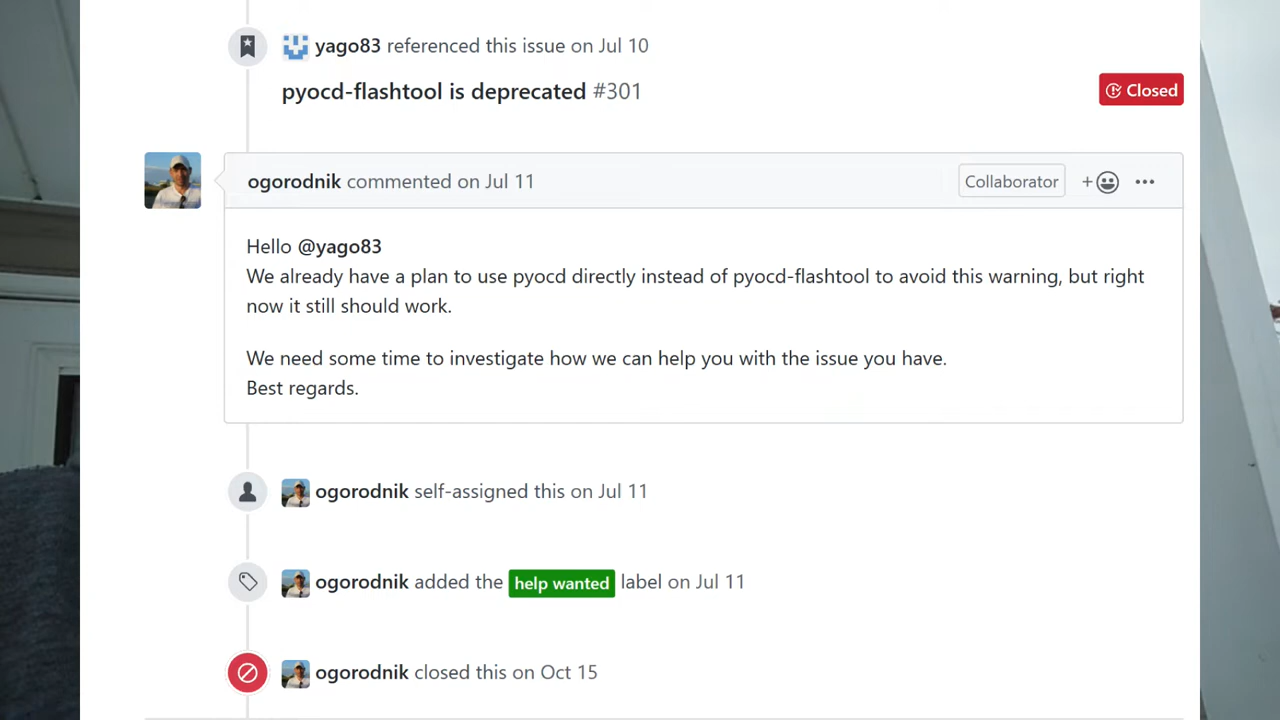 yago83 referenced this issue on Jul 10
pyocd-flashtool is deprecated #301
Closed
ogorodnik commented on Jul 11
Collaborator
Hello @yago83
We already have a plan to use pyocd directly instead of pyocd-flashtool to avoid this warning, but right
now it still should work.
We need some time to investigate how we can help you with the issue you have.
Best regards.
ogorodnik self-assigned this on Jul 11
ogorodnik added the help wanted label on Jul 11
ogorodnik closed this on Oct 15